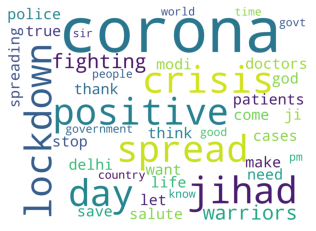 police world time govt
spreading true sir corona
fighting modi doctors
people crisis god
thank patients
lockdown positive come ji
government think good cases
stop spread
delhi want make pm
day country life need
save let know jihad
salute warriors